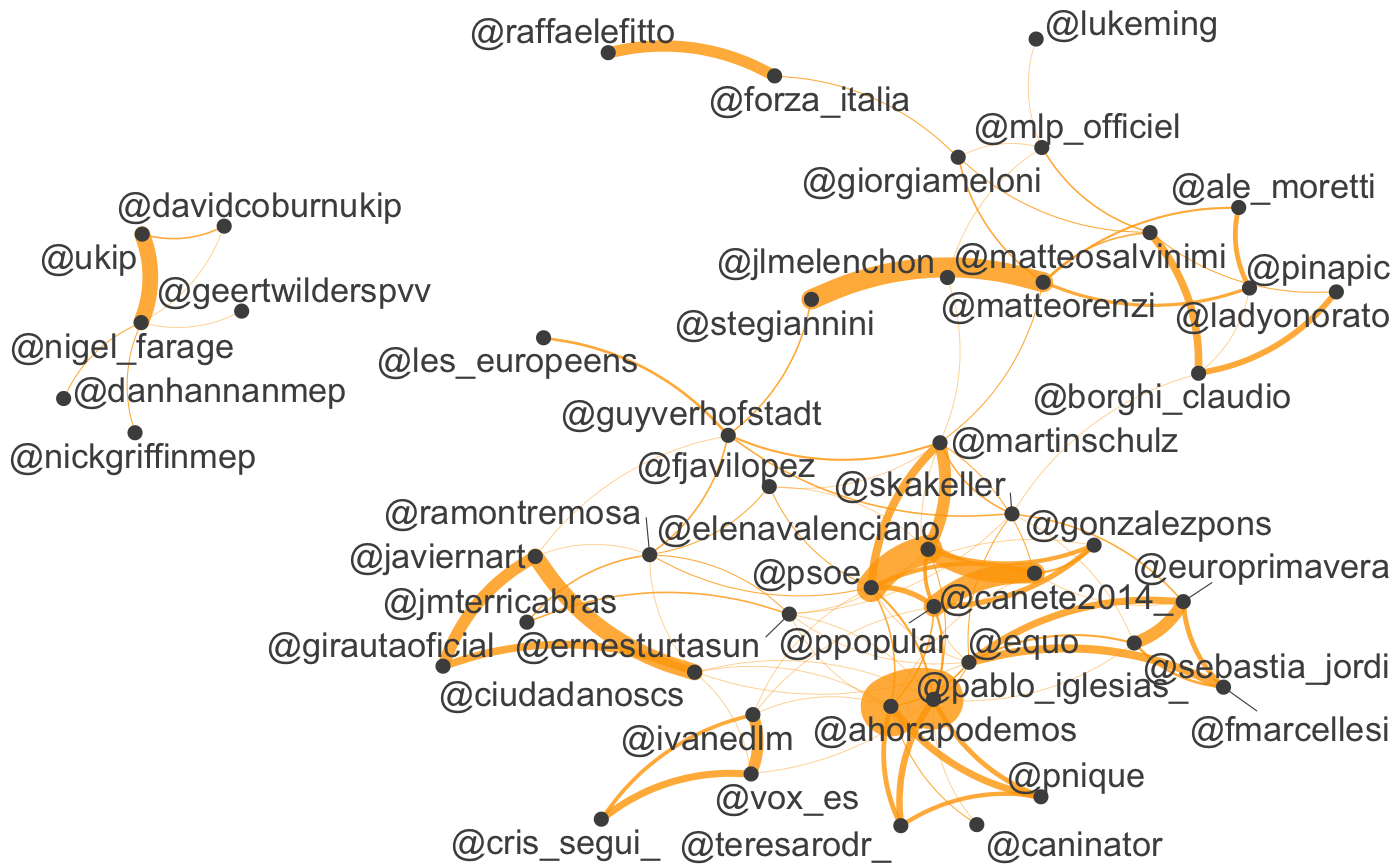 @raffaelefitto
@lukeming
@forza_italia
@mlp_officiel
@giorgiameloni
@ale_moretti
@davidcoburnukip
@ukip
@jlmelenchon
@matteosalvinimi
@pinapic
@geertwilderspvv
@matteorenzi
@ladyonorato
@stegiannini
@nigel_farage
@les_europeens
@danhannanmep
@borghi_claudio
@guyverhofstadt
@martinschulz
@nickgriffinmep
@fjavilopez
@skakeller
@ramontremosa
@elenavalenciano
@gonzalezpons
@javiernart
@psoe
@europrimavera
@jmterricabras
@canete2014_
@girautaoficial
@ernesturtasun
@ppopular
@equo
@sebastia_jordi
@ciudadanoscs
@pablo_iglesias_
@ivanedlm
@ahorapodemos
@fmarcellesi
@pnique
@vox_es
@cris_segui_
@teresarodr_
@caninator